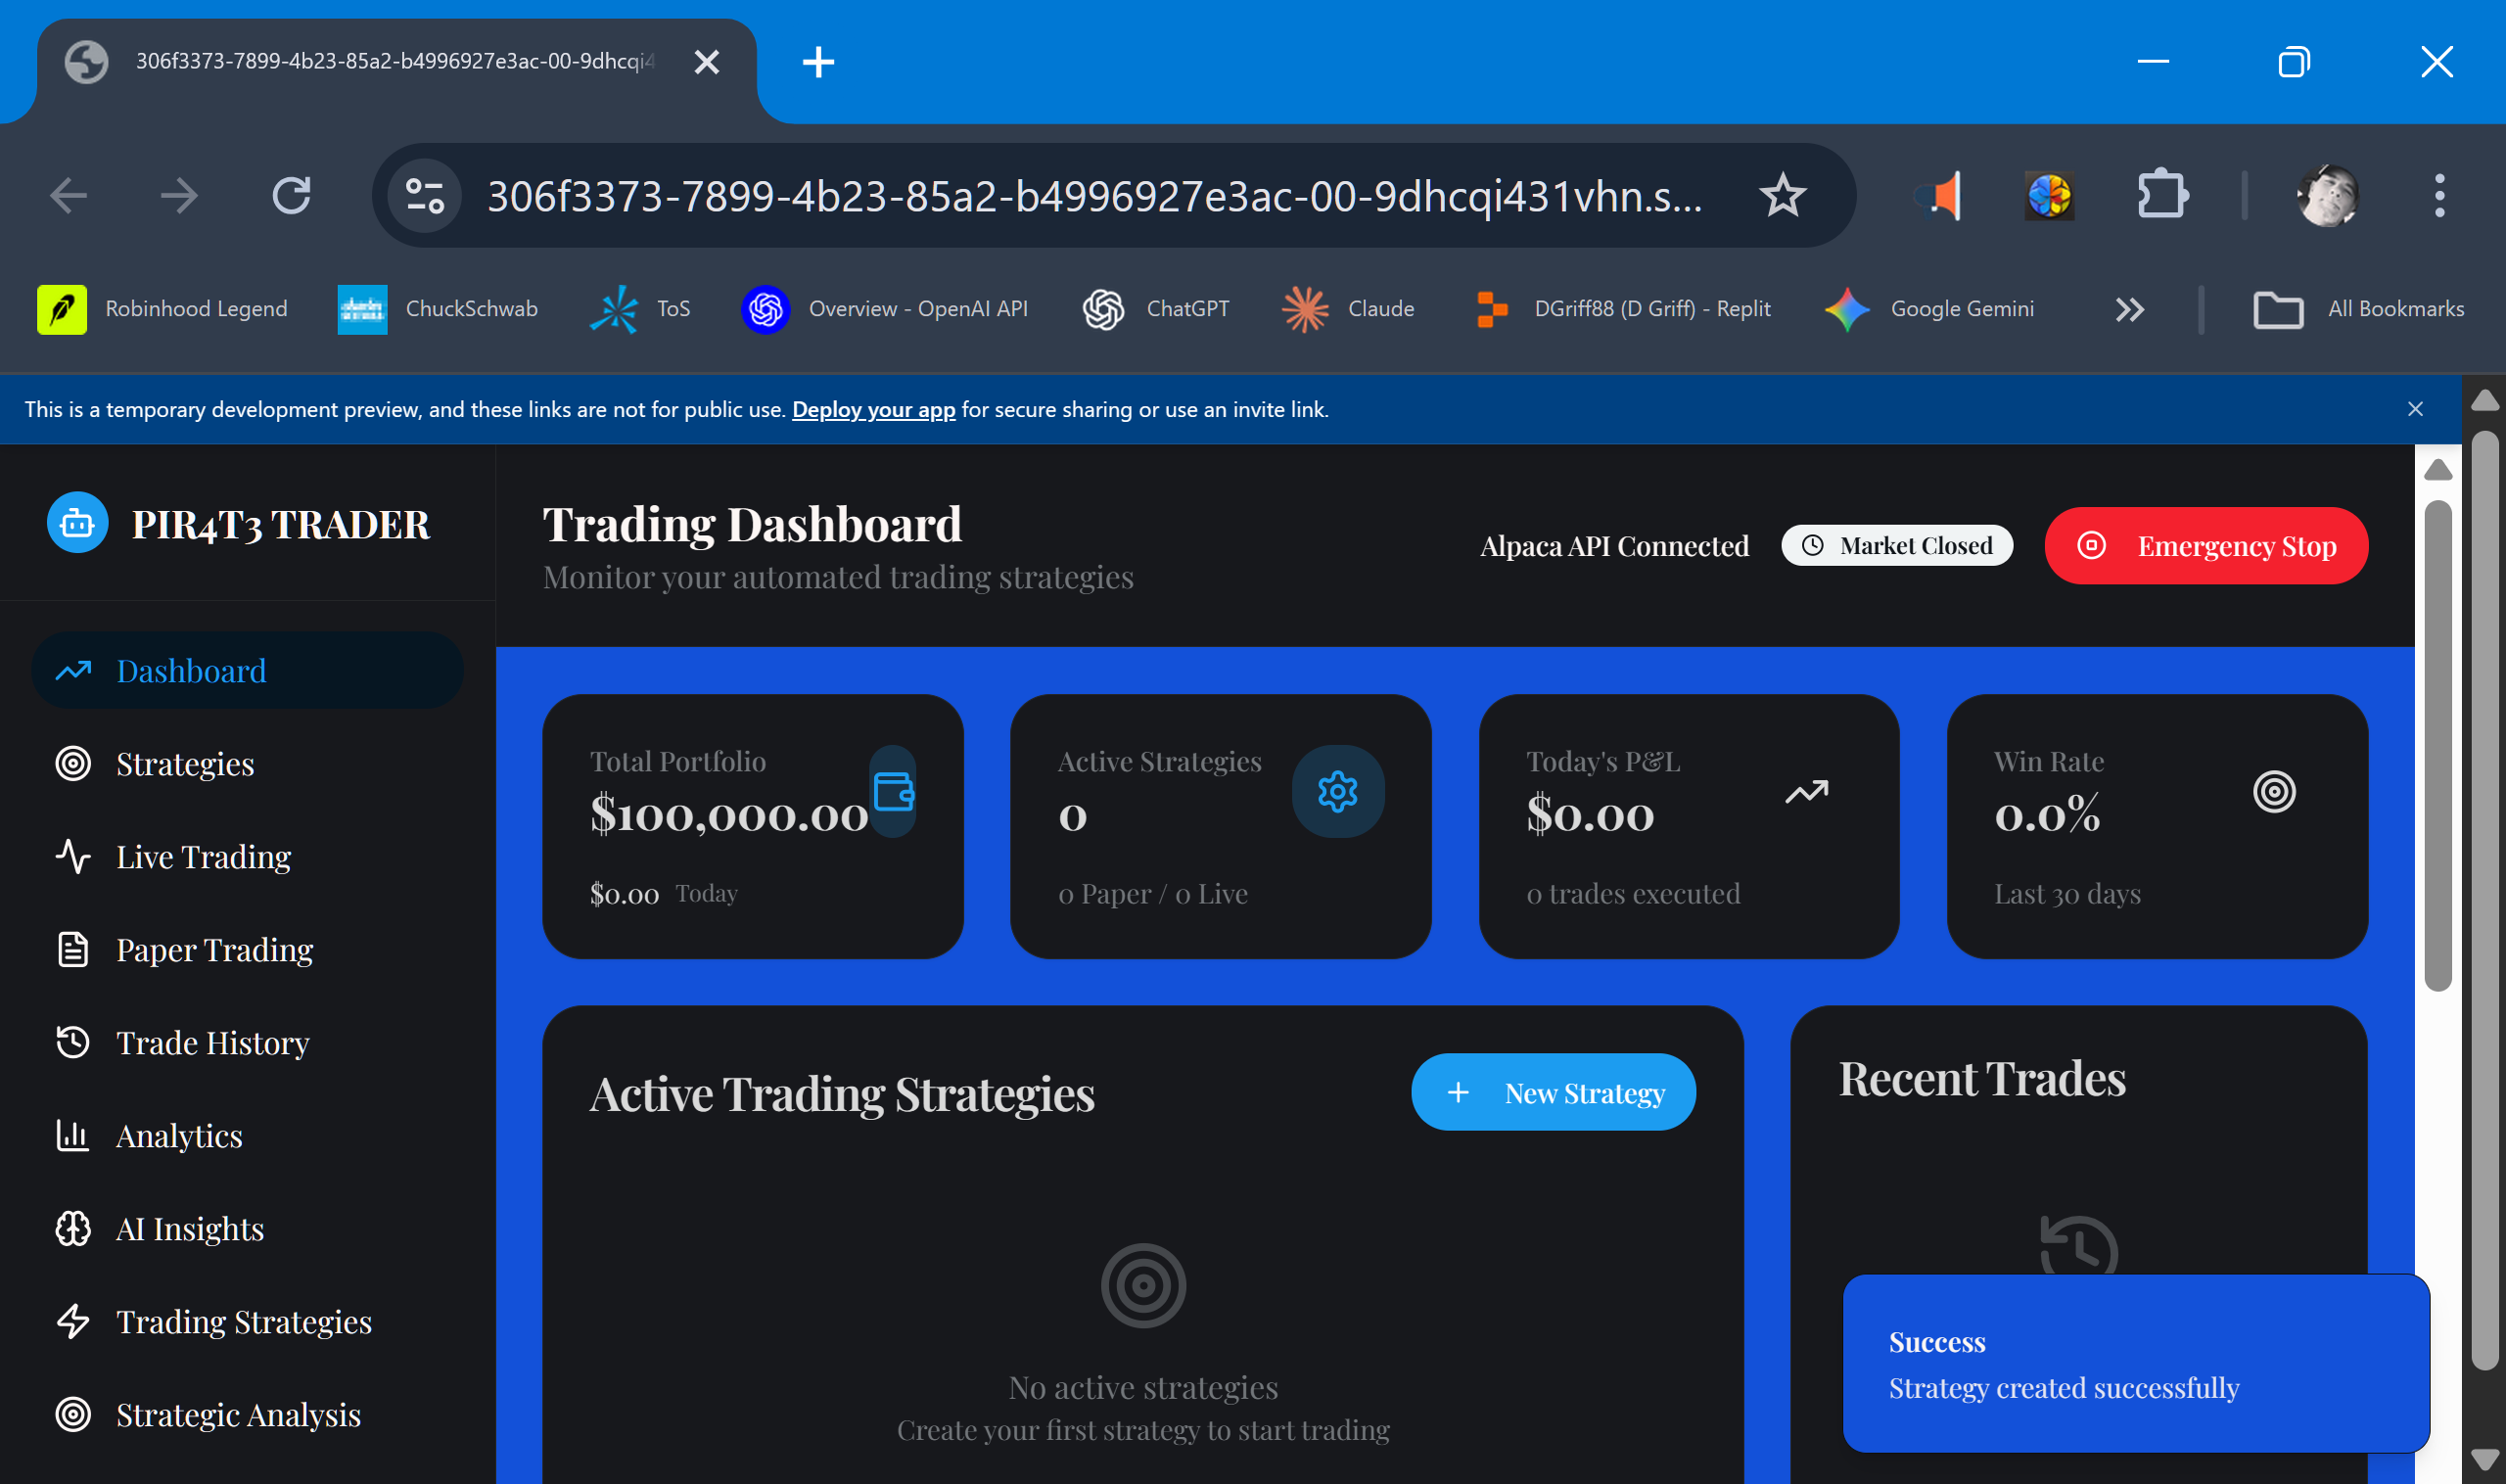 306f3373-7899-4b23-85a2-b4996927e3ac-00-9dhcqi4
306f3373-7899-4b23-85a2-b4996927e3ac-00-9dhcqi431vhn.s...
Robinhood Legend
ChuckSchwab
ToS
Overview - OpenAI API
ChatGPT
Claude
DGriff88 (D Griff) - Replit
Google Gemini
All Bookmarks
This is a temporary development preview, and these links are not for public use. Deploy your app for secure sharing or use an invite link.
PIR4T3 TRADER
Dashboard
Strategies
Live Trading
Paper Trading
Trade History
Analytics
AI Insights
Trading Strategies
Strategic Analysis
Trading Dashboard
Monitor your automated trading strategies
Alpaca API Connected
Market Closed
Emergency Stop
Total Portfolio
$100,000.00
$0.00 Today
Active Strategies
0
0 Paper / 0 Live
Today's P&L
$0.00
0 trades executed
Win Rate
0.0%
Last 30 days
Active Trading Strategies
New Strategy
No active strategies
Create your first strategy to start trading
Recent Trades
Success
Strategy created successfully